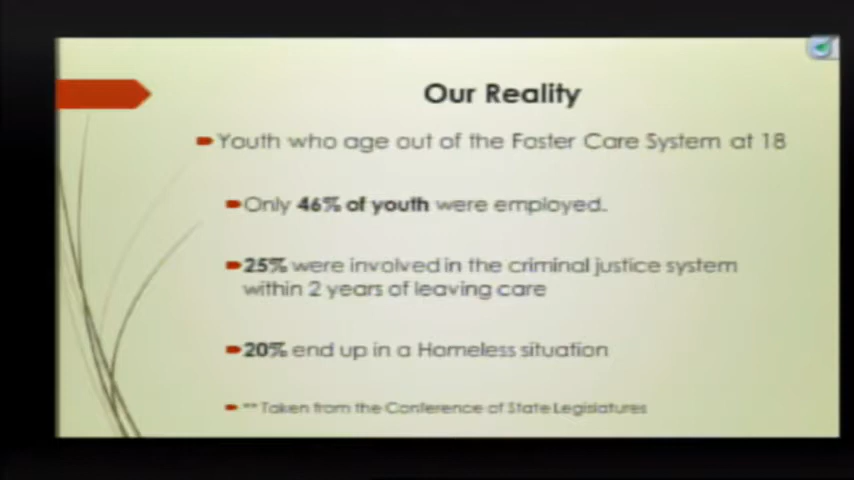 Our Reality
Youth who age out of the Foster Care System at 18
Only 46% of youth were employed.
25% were involved in the criminal justice system
within 2 years of leaving care
20% end up in a Homeless situation
** Taken from the Conference of State Legislatures